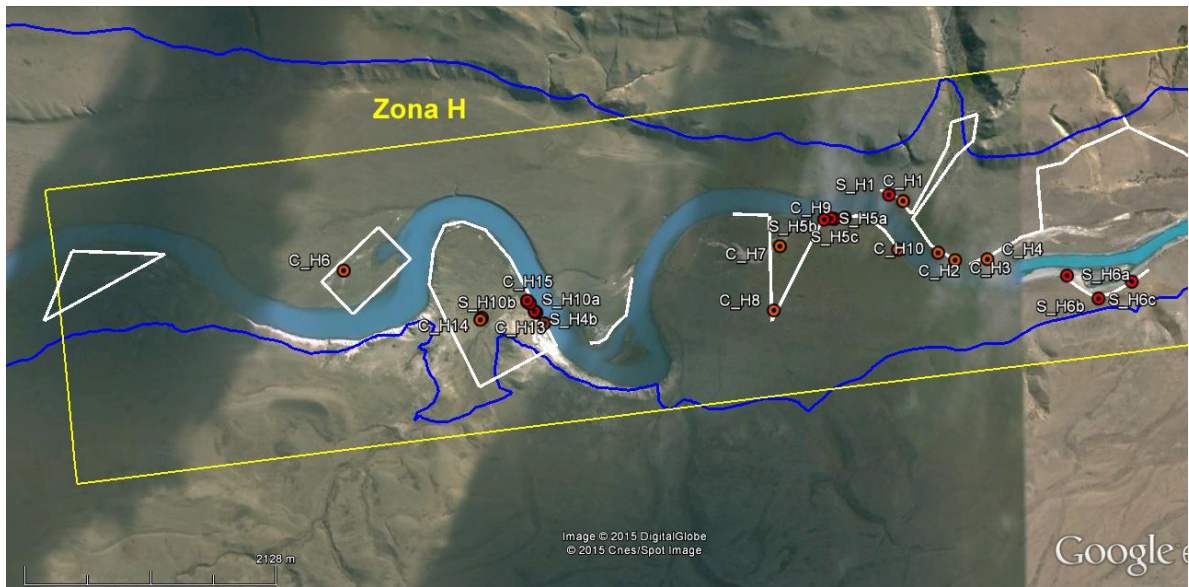 Zona H
S_H1
C_H1
C_H9
S_H5a
S_H5b
S_H5c
C_H7
C_H10
C_H2
C_H3
C_H4
C_H6
C_H8
S_H6a
S_H6b
S_H6c
C_H15
S_H10b
S_H10a
C_H14
C_H13
S_H4b
Image © 2015 DigitalGlobe
© 2015 Cnes/Spot Image
2128 m
Google